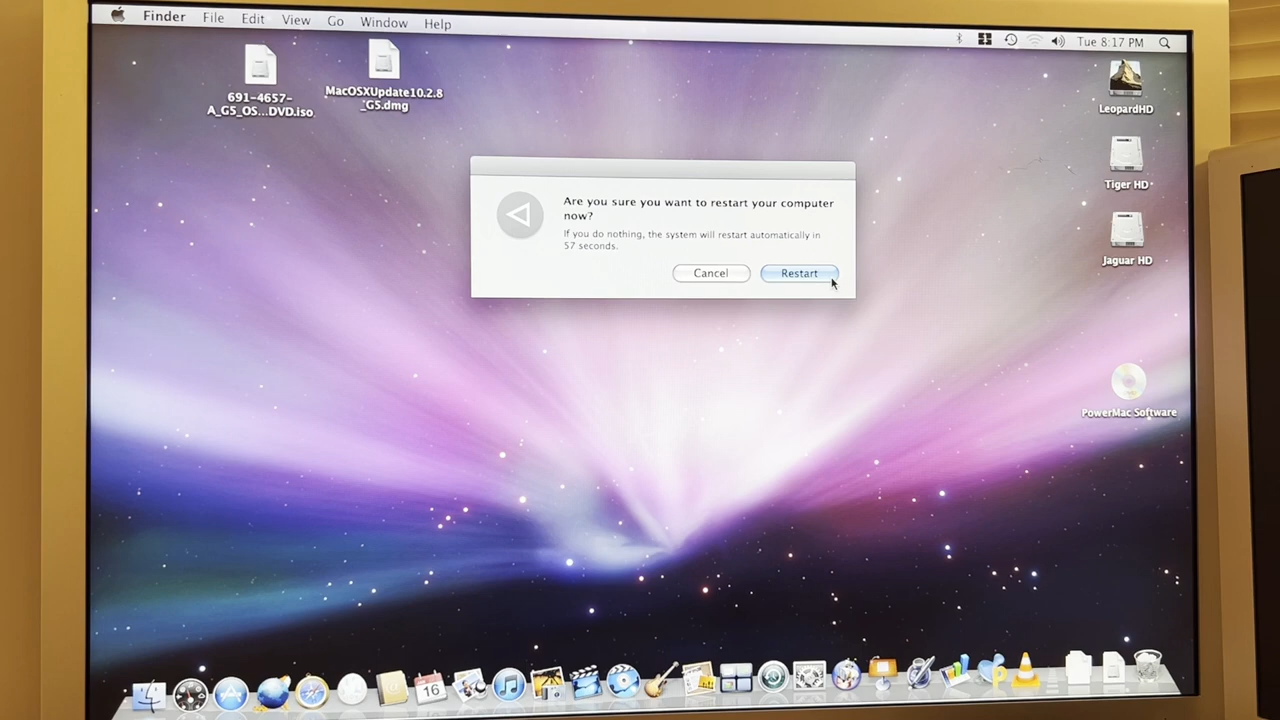 Finder File Edit View Go Window Help
Tue 8:17 PM
691-4657-
A_G5_OS...DVD.iso
MacOSXUpdate10.2.8
_G5.dmg
LeopardHD
Tiger HD
Jaguar HD
PowerMac Software
Are you sure you want to restart your computer
now?
If you do nothing, the system will restart automatically in
57 seconds.
Cancel Restart
16